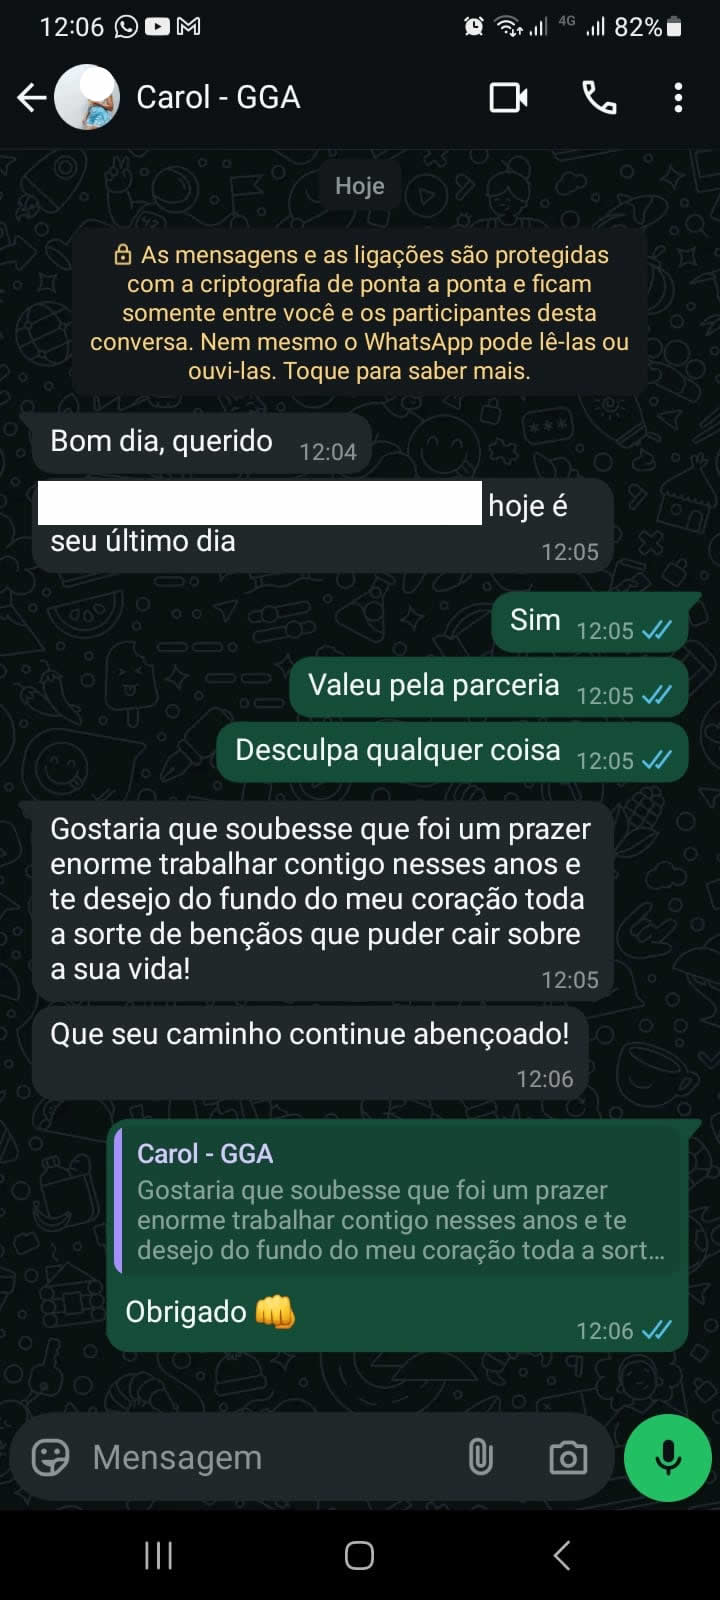 12:06 4G 82%
Carol - GGA
Hoje
As mensagens e as ligações são protegidas
com a criptografia de ponta a ponta e ficam
somente entre você e os participantes desta
conversa. Nem mesmo o WhatsApp pode lê-las ou
ouvi-las. Toque para saber mais.
Bom dia, querido 12:04
hoje é
seu último dia 12:05
Sim 12:05
Valeu pela parceria 12:05
Desculpa qualquer coisa 12:05
Gostaria que soubesse que foi um prazer
enorme trabalhar contigo nesses anos e
te desejo do fundo do meu coração toda
a sorte de bençãos que puder cair sobre
a sua vida! 12:05
Que seu caminho continue abençoado!
12:06
Carol - GGA
Gostaria que soubesse que foi um prazer
enorme trabalhar contigo nesses anos e te
desejo do fundo do meu coração toda a sort...
Obrigado 👊 12:06
Mensagem